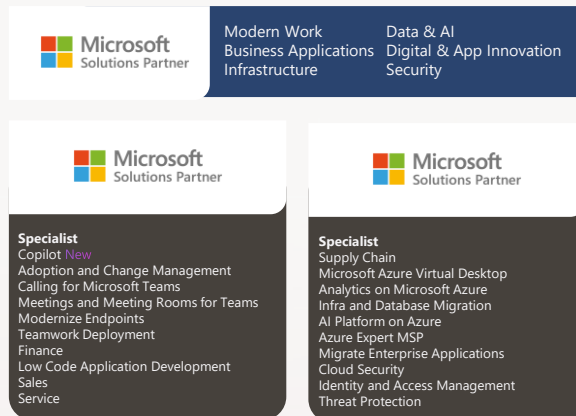 Microsoft
Solutions Partner
Modern Work
Business Applications
Infrastructure
Data & AI
Digital & App Innovation
Security
Microsoft
Solutions Partner
Specialist
Copilot New
Adoption and Change Management
Calling for Microsoft Teams
Meetings and Meeting Rooms for Teams
Modernize Endpoints
Teamwork Deployment
Finance
Low Code Application Development
Sales
Service
Microsoft
Solutions Partner
Specialist
Supply Chain
Microsoft Azure Virtual Desktop
Analytics on Microsoft Azure
Infra and Database Migration
AI Platform on Azure
Azure Expert MSP
Migrate Enterprise Applications
Cloud Security
Identity and Access Management
Threat Protection